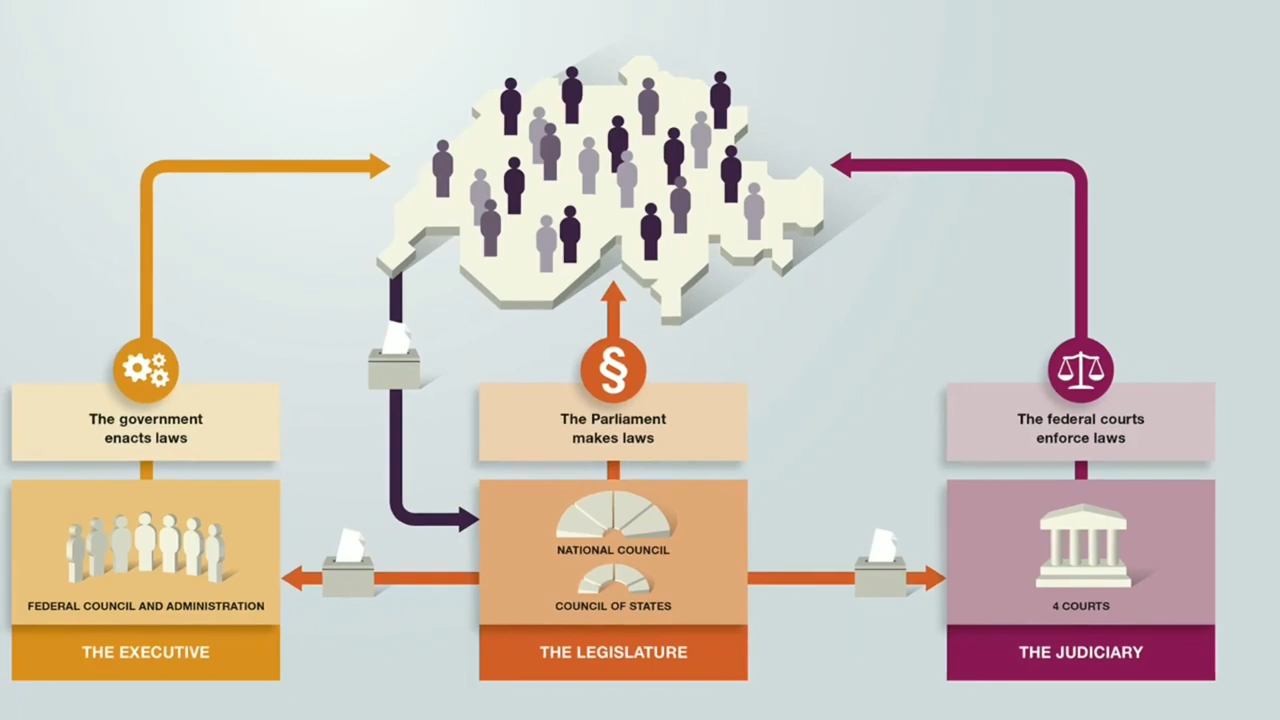 The government
enacts laws
The Parliament
makes laws
The federal courts
enforce laws
FEDERAL COUNCIL AND ADMINISTRATION
NATIONAL COUNCIL
COUNCIL OF STATES
4 COURTS
THE EXECUTIVE
THE LEGISLATURE
THE JUDICIARY
§